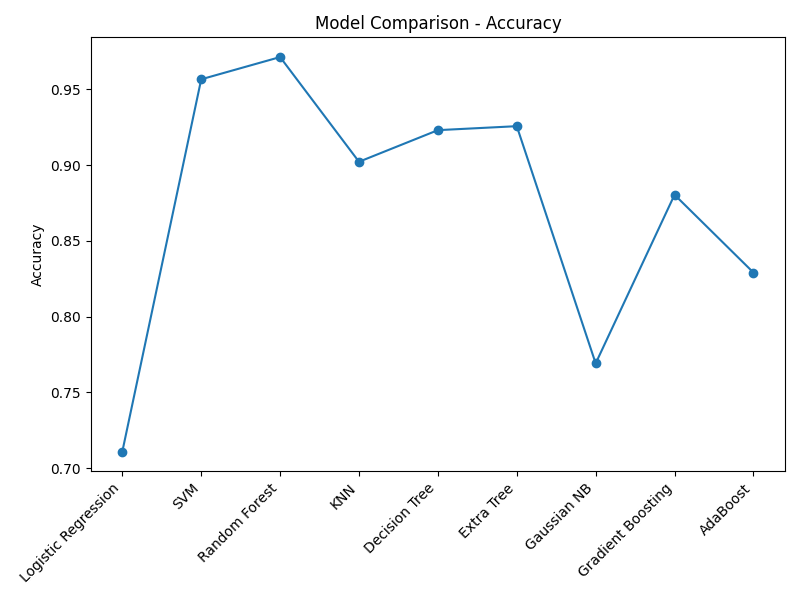 Model Comparison - Accuracy
Accuracy
0.95
0.90
0.85
0.80
0.75
0.70
Logistic Regression
SVM
Random Forest
KNN
Decision Tree
Extra Tree
Gaussian NB
Gradient Boosting
AdaBoost